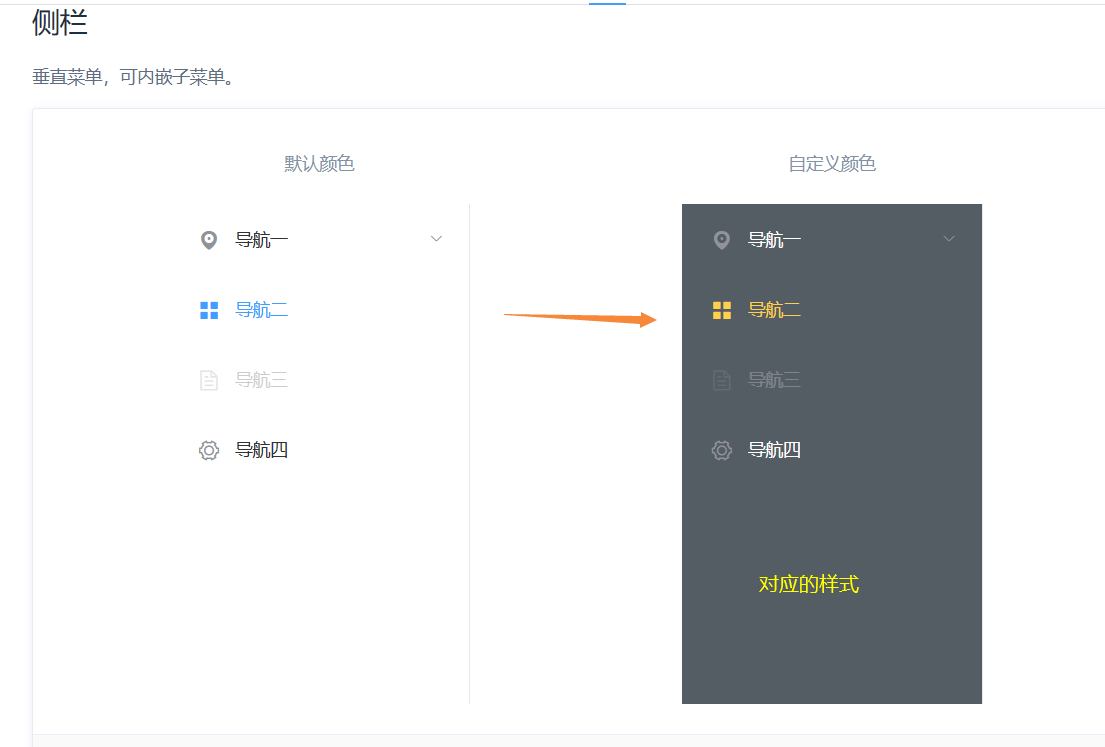 侧栏
垂直菜单，可内嵌子菜单。
默认颜色
导航一
导航二
导航三
导航四
自定义颜色
导航一
导航二
导航三
导航四
对应的样式